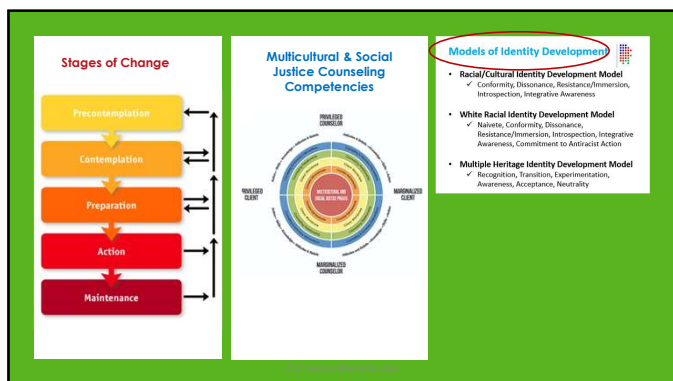 Stages of Change
Precontemplation
Contemplation
Preparation
Action
Maintenance
Multicultural & Social
Justice Counseling
Competencies
PRIVILEGED
COUNSELOR
PRIVILEGED
CLIENT
MULTICULTURAL AND
SOCIAL JUSTICE PRAXIS
MARGINALIZED
CLIENT
MARGINALIZED
COUNSELOR
Models of Identity Development
• Racial/Cultural Identity Development Model
✓ Conformity, Dissonance, Resistance/Immersion,
Introspection, Integrative Awareness
• White Racial Identity Development Model
✓ Naivete, Conformity, Dissonance,
Resistance/Immersion, Introspection, Integrative
Awareness, Commitment to Antiracist Action
• Multiple Heritage Identity Development Model
✓ Recognition, Transition, Experimentation,
Awareness, Acceptance, Neutrality